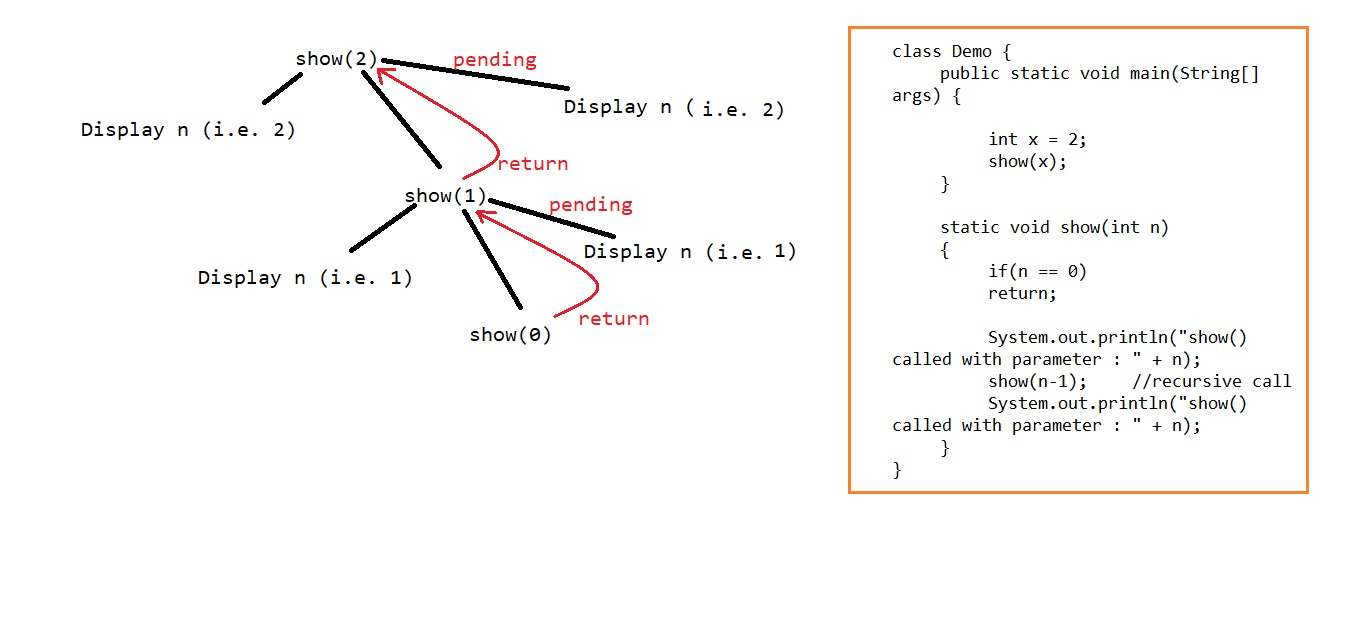 show(2)
pending
Display n (i.e. 2)
Display n (i.e. 2)
return
show(1)
pending
Display n (i.e. 1)
Display n (i.e. 1)
return
show(0)
class Demo {
public static void main(String[]
args) {
int x = 2;
show(x);
}
static void show(int n)
{
if(n == 0)
return;
System.out.println("show()
called with parameter : " + n);
show(n-1); //recursive call
System.out.println("show()
called with parameter : " + n);
}
}